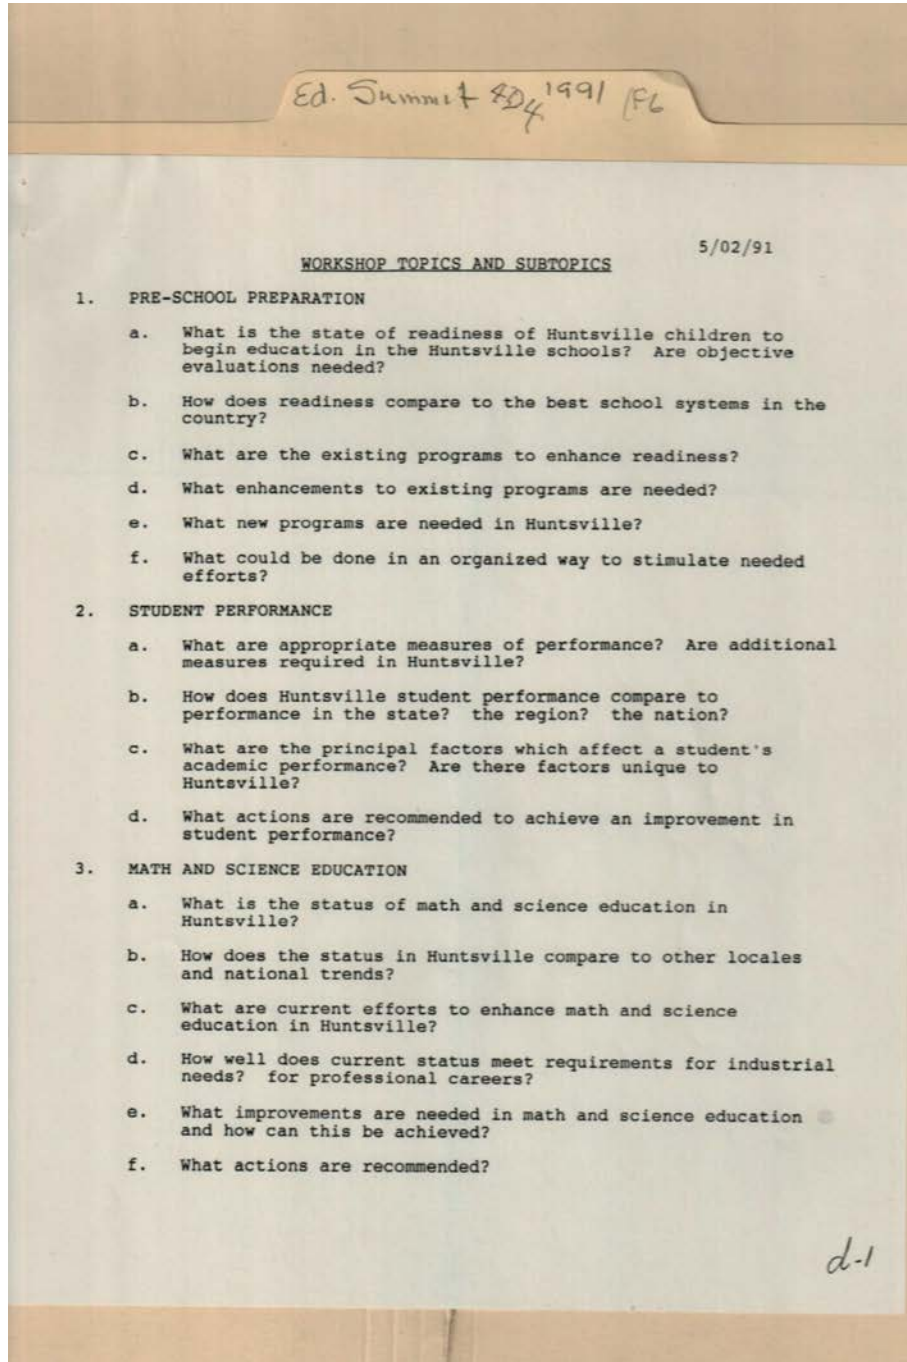 Ed. Summit 4D4 1991 F6
5/02/91
WORKSHOP TOPICS AND SUBTOPICS
1. PRE-SCHOOL PREPARATION
a. What is the state of readiness of Huntsville children to
begin education in the Huntsville schools? Are objective
evaluations needed?
b. How does readiness compare to the best school systems in the
country?
c. What are the existing programs to enhance readiness?
d. What enhancements to existing programs are needed?
e. What new programs are needed in Huntsville?
f. What could be done in an organized way to stimulate needed
efforts?
2. STUDENT PERFORMANCE
a. What are appropriate measures of performance? Are additional
measures required in Huntsville?
b. How does Huntsville student performance compare to
performance in the state? the region? the nation?
c. What are the principal factors which affect a student's
academic performance? Are there factors unique to
Huntsville?
d. What actions are recommended to achieve an improvement in
student performance?
3. MATH AND SCIENCE EDUCATION
a. What is the status of math and science education in
Huntsville?
b. How does the status in Huntsville compare to other locales
and national trends?
c. What are current efforts to enhance math and science
education in Huntsville?
d. How well does current status meet requirements for industrial
needs? for professional careers?
e. What improvements are needed in math and science education
and how can this be achieved?
f. What actions are recommended?
d-1